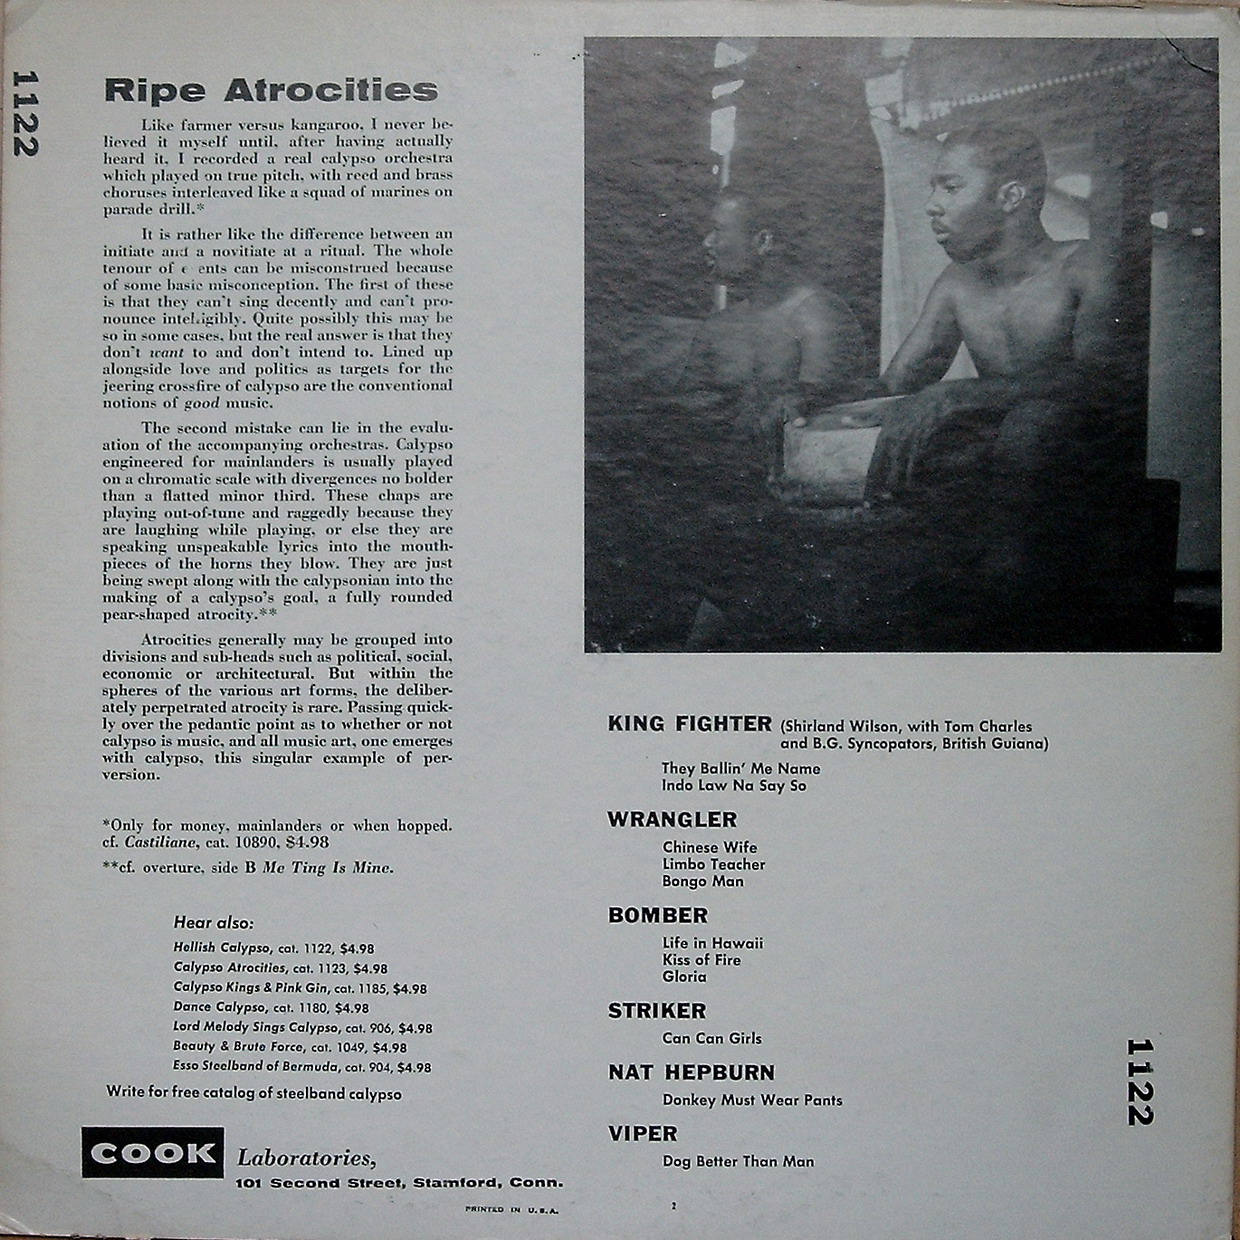 1122
Ripe Atrocities
Like farmer versus kangaroo, I never be-
lieved it myself until, after having actually
heard it, I recorded a real calypso orchestra
which played on true pitch, with reed and brass
choruses interleaved like a squad of marines on
parade drill.*
It is rather like the difference between an
initiate and a novitiate at a ritual. The whole
tenour of e ents can be misconstrued because
of some basic misconception. The first of these
is that they can't sing decently and can't pro-
nounce intelligibly. Quite possibly this may be
so in some cases, but the real answer is that they
don't want to and don't intend to. Lined up
alongside love and politics as targets for the
jeering crossfire of calypso are the conventional
notions of good music.
The second mistake can lie in the evalu-
ation of the accompanying orchestras. Calypso
engineered for mainlanders is usually played
on a chromatic scale with divergences no bolder
than a flatted minor third. These chaps are
playing out-of-tune and raggedly because they
are laughing while playing, or else they are
speaking unspeakable lyrics into the mouth-
pieces of the horns they blow. They are just
being swept along with the calypsonian into the
making of a calypso's goal, a fully rounded
pear-shaped atrocity.**
Atrocities generally may be grouped into
divisions and sub-heads such as political, social,
economic or architectural. But within the
spheres of the various art forms, the deliber-
ately perpetrated atrocity is rare. Passing quick-
ly over the pedantic point as to whether or not
calypso is music, and all music art, one emerges
with calypso, this singular example of per-
version.
*Only for money, mainlanders or when hopped.
cf. Castiliane, cat. 10890, $4.98
**cf. overture, side B Me Ting Is Mine.
Hear also:
Hellish Calypso, cat. 1122, $4.98
Calypso Atrocities, cat. 1123, $4.98
Calypso Kings & Pink Gin, cat. 1185, $4.98
Dance Calypso, cat. 1180, $4.98
Lord Melody Sings Calypso, cat. 906, $4.98
Beauty & Brute Force, cat. 1049, $4.98
Esso Steelband of Bermuda, cat. 904, $4.98
Write for free catalog of steelband calypso
COOK Laboratories,
101 Second Street, Stamford, Conn.
PRINTED IN U.S.A.
KING FIGHTER (Shirland Wilson, with Tom Charles
and B.G. Syncopators, British Guiana)
They Ballin' Me Name
Indo Law Na Say So
WRANGLER
Chinese Wife
Limbo Teacher
Bongo Man
BOMBER
Life in Hawaii
Kiss of Fire
Gloria
STRIKER
Can Can Girls
NAT HEPBURN
Donkey Must Wear Pants
VIPER
Dog Better Than Man
2
1122